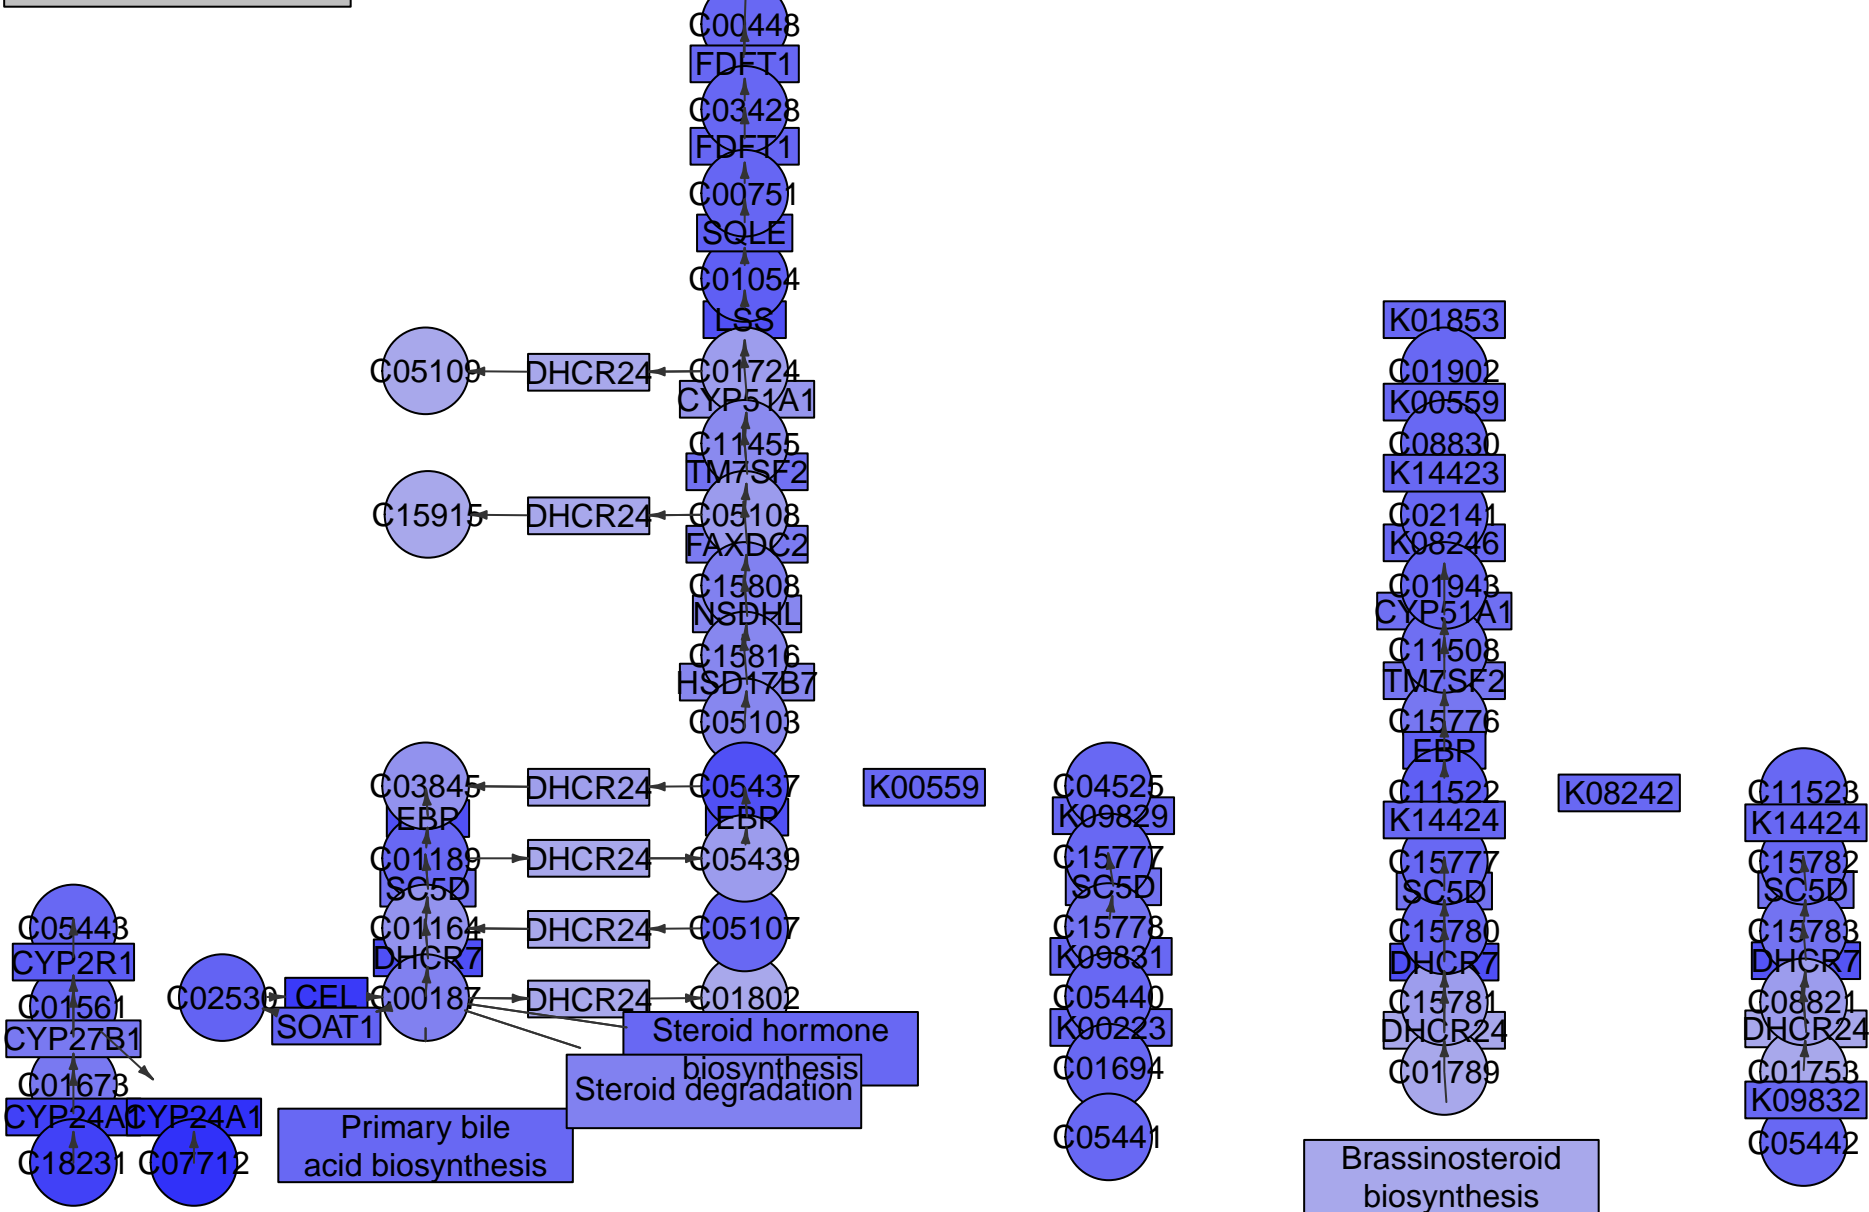 C00448
FDFT1
C03428
FDFT1
C00751
SQLE
C01054
LSS
C05109
DHCR24
C01724
CYP51A1
C11455
TM7SF2
C15915
DHCR24
C05108
FAXDC2
C15808
NSDHL
C15816
HSD17B7
C05103
C03845
DHCR24
C05437
EBP
EBP
C01189
DHCR24
C05439
SC5D
C01164
DHCR24
C05107
DHCR7
C02530
CEL
SOAT1
C00187
DHCR24
C01802
Steroid hormone
biosynthesis
Steroid degradation
Primary bile
acid biosynthesis
C05443
CYP2R1
C01561
CYP27B1
C01673
CYP24A1
CYP24A1
C18231
C07712
K00559
C04525
K09829
C15777
SC5D
C15778
K09831
C05440
K00223
C01694
C05441
K01853
C01902
K00559
C08830
K14423
C02141
K08246
C01943
CYP51A1
C11508
TM7SF2
C15776
EBP
C11522
K14424
C15777
SC5D
C15780
DHCR7
C15781
DHCR24
C01789
Brassinosteroid
biosynthesis
K08242
C11523
K14424
C15782
SC5D
C15783
DHCR7
C08821
DHCR24
C01753
K09832
C05442